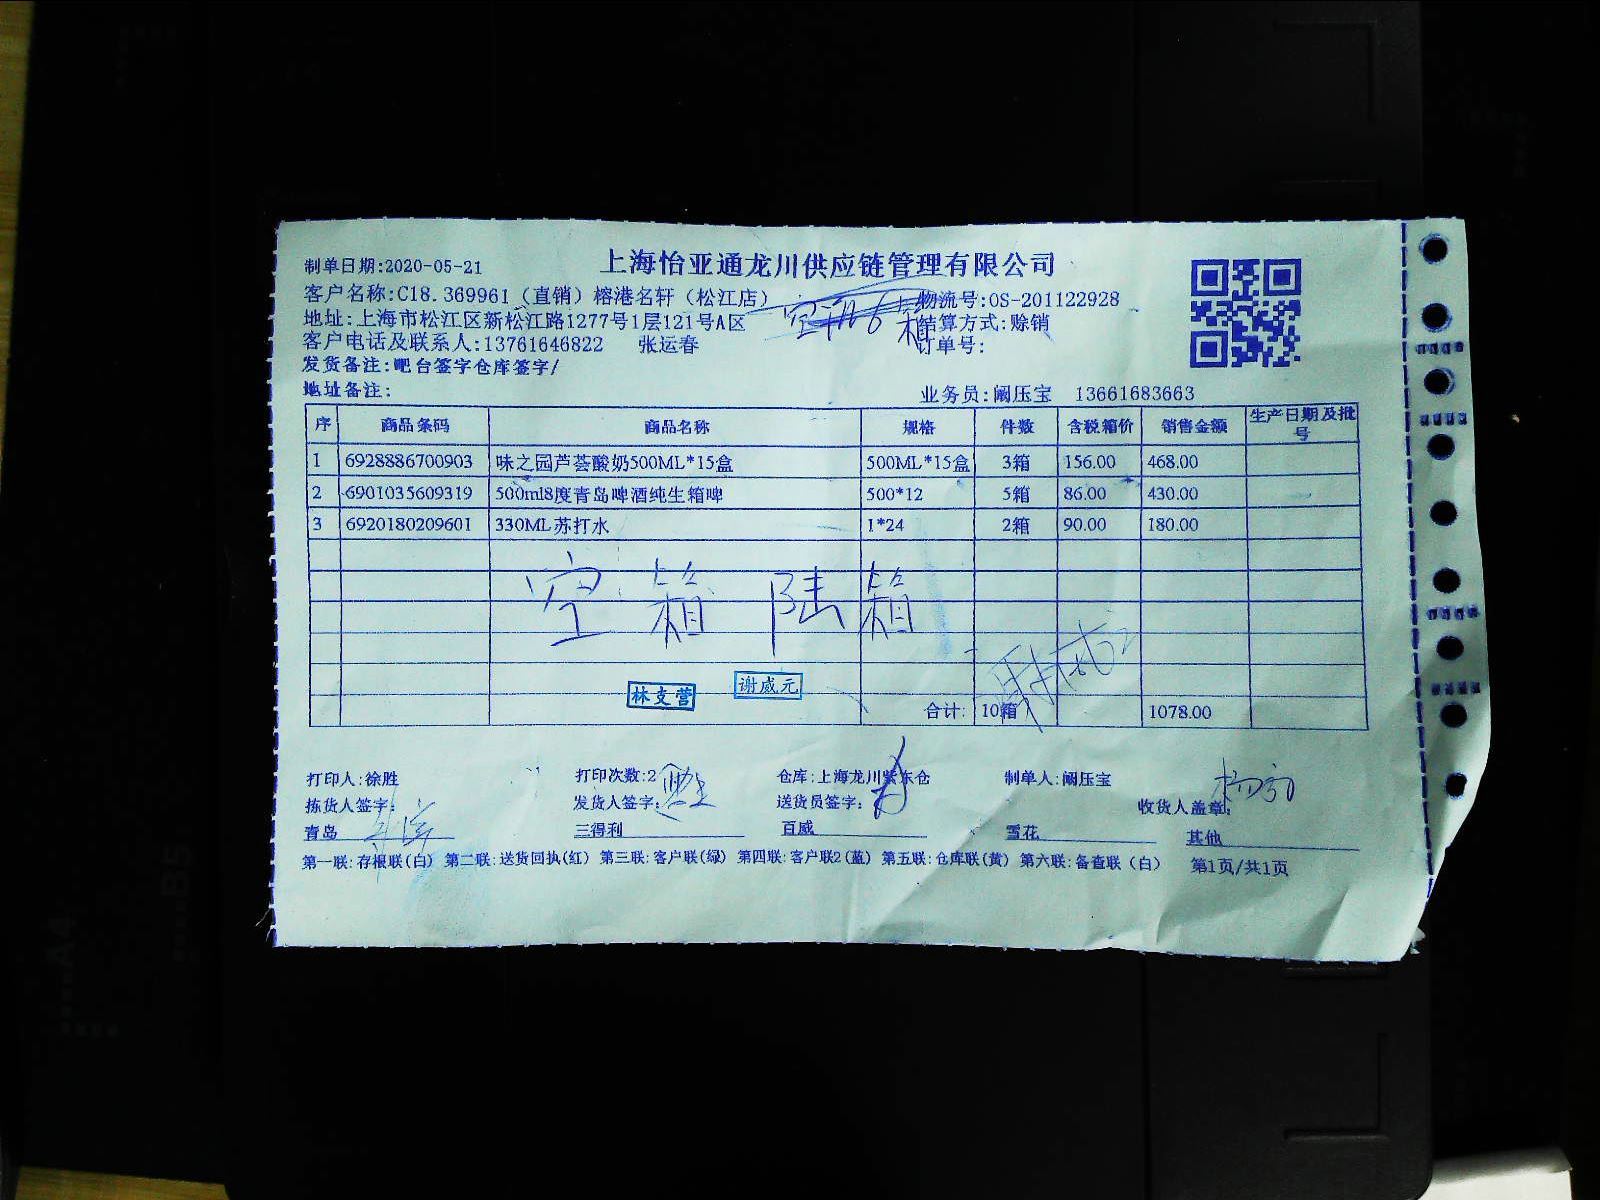 上海怡亚通龙川供应链管理有限公司
制单日期:2020-05-21
客户名称:C18.369961（直销）榕港名轩（松江店）
物流号:OS-201122928
地址:上海市松江区新松江路1277号1层121号A区
结算方式:赊销
客户电话及联系人:13761646822 张运春
订单号:
发货备注:吧台签字仓库签字/
地址备注:
业务员:阚压宝 13661683663
序 商品条码 商品名称 规格 件数 含税箱价 销售金额 生产日期及批号
1 6928886700903 味之园芦荟酸奶500ML*15盒 500ML*15盒 3箱 156.00 468.00
2 6901035609319 500ml8度青岛啤酒纯生箱啤 500*12 5箱 86.00 430.00
3 6920180209601 330ML苏打水 1*24 2箱 90.00 180.00
空箱陆箱
林支营 谢威元
合计: 10箱 1078.00
打印人:徐胜 打印次数:2 仓库:上海龙川紫东仓 制单人:阚压宝
拣货人签字: 发货人签字: 送货员签字: 收货人盖章:
青岛 三得利 百威 雪花 其他
第一联:存根联(白) 第二联:送货回执(红) 第三联:客户联(绿) 第四联:客户联2(蓝) 第五联:仓库联(黄) 第六联:备查联（白） 第1页/共1页
A4
B5